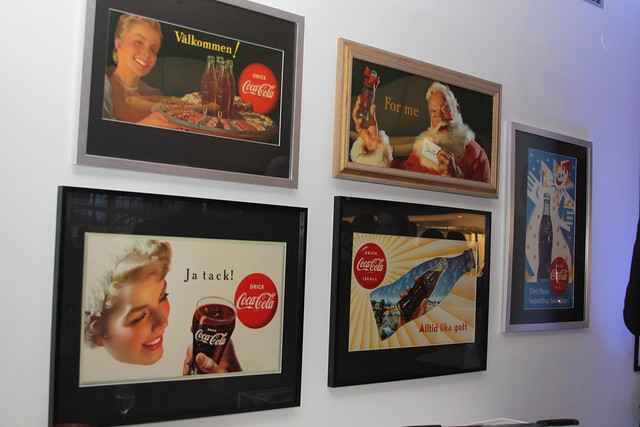 Välkommen!
DRICK
Coca-Cola
For me
Ja tack!
DRICK
Coca-Cola
DRICK
Coca-Cola
DRICK
Coca-Cola
ISKALL
Alltid lika gott
Coca-Cola